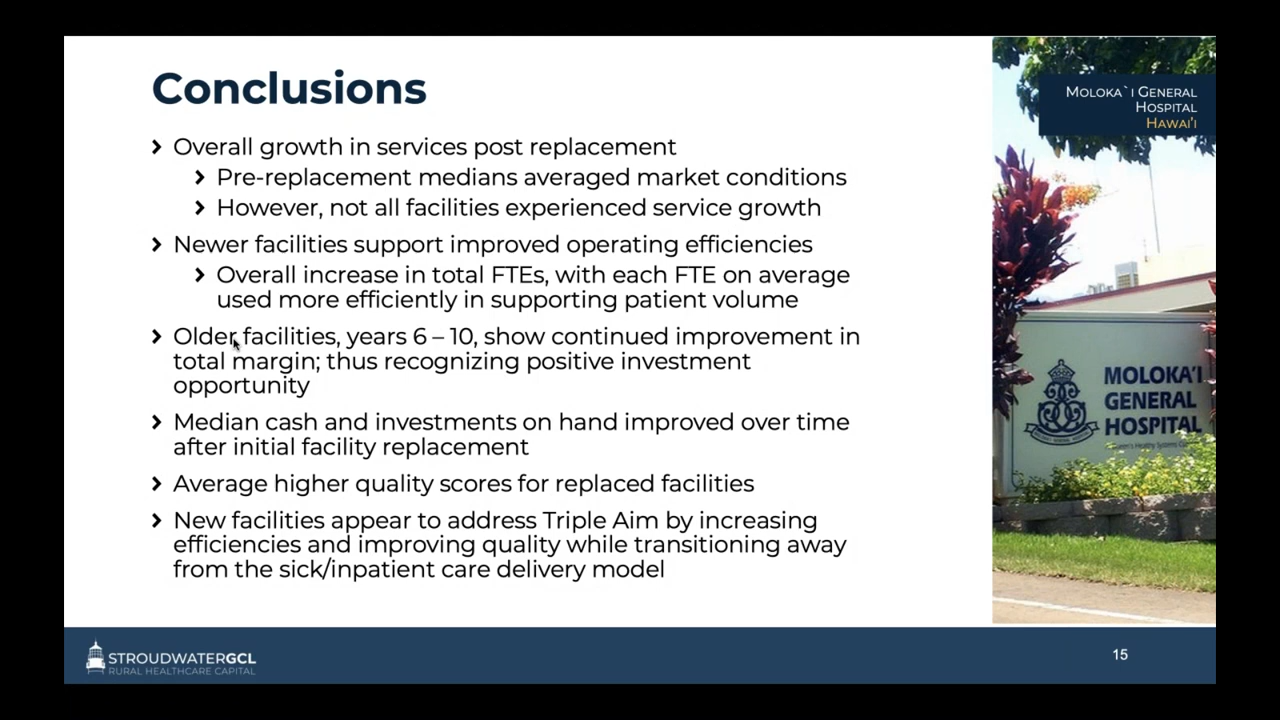 Conclusions
Overall growth in services post replacement
Pre-replacement medians averaged market conditions
However, not all facilities experienced service growth
Newer facilities support improved operating efficiencies
Overall increase in total FTEs, with each FTE on average
used more efficiently in supporting patient volume
Older facilities, years 6 – 10, show continued improvement in
total margin; thus recognizing positive investment
opportunity
Median cash and investments on hand improved over time
after initial facility replacement
Average higher quality scores for replaced facilities
New facilities appear to address Triple Aim by increasing
efficiencies and improving quality while transitioning away
from the sick/inpatient care delivery model
MOLOKA`I GENERAL
HOSPITAL
HAWAI'I
MOLOKA'I
GENERAL
HOSPITAL
STROUDWATERGCL
RURAL HEALTHCARE CAPITAL
15